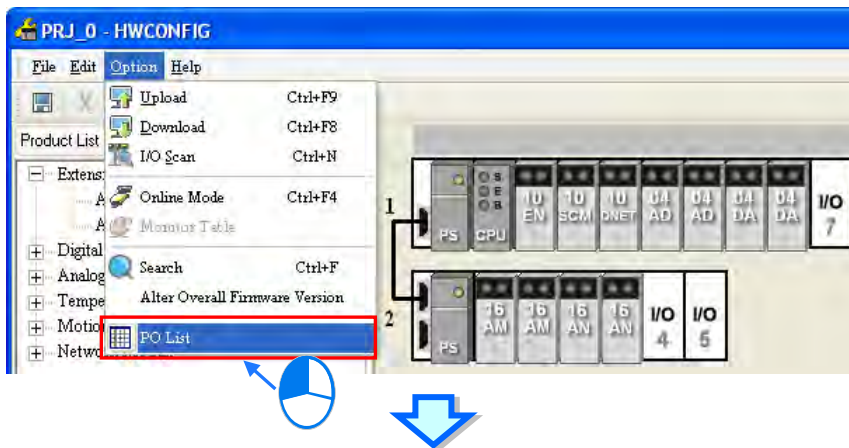 PRJ_0 - HWCONFIG
File Edit Option Help
Upload Ctrl+F9
Download Ctrl+F8
I/O Scan Ctrl+N
Online Mode Ctrl+F4
Monitor Table
Search Ctrl+F
Alter Overall Firmware Version
PO List
Product List
Extens
A
A
Digital
Analog
Tempe
Motion
Netwo
1
PS
CPU
10 EN
10 SCM
10 DNET
04 AD
04 AD
04 DA
04 DA
I/O 7
2
PS
16 AM
16 AM
16 AN
16 AN
I/O 4
I/O 5